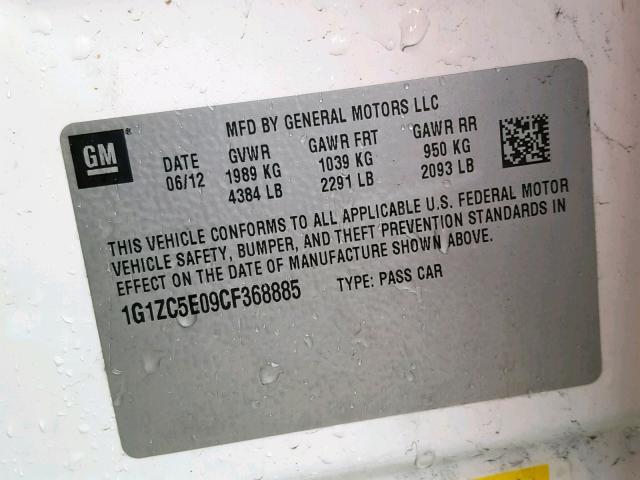 MFD BY GENERAL MOTORS LLC
GM®
DATE GVWR GAWR FRT GAWR RR
06/12 1989 KG 1039 KG 950 KG
4384 LB 2291 LB 2093 LB
THIS VEHICLE CONFORMS TO ALL APPLICABLE U.S. FEDERAL MOTOR
VEHICLE SAFETY, BUMPER, AND THEFT PREVENTION STANDARDS IN
EFFECT ON THE DATE OF MANUFACTURE SHOWN ABOVE.
1G1ZC5E09CF368885 TYPE: PASS CAR